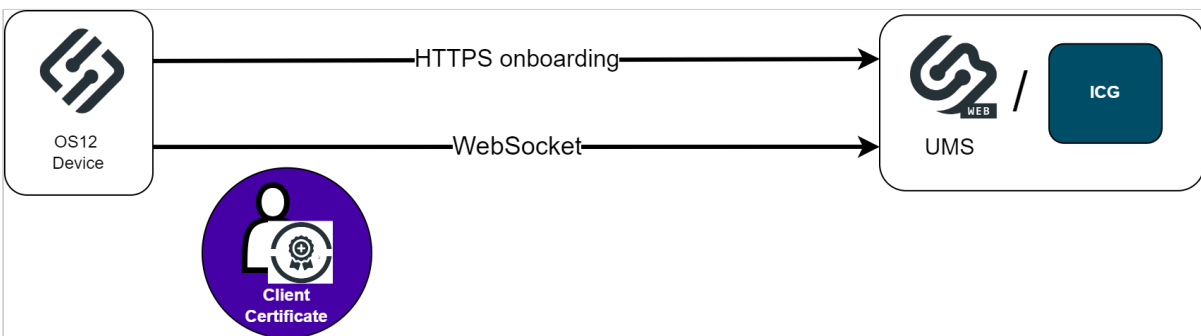 HTTPS onboarding
OS12
Device
WebSocket
WEB
/
ICG
UMS
Client
Certificate